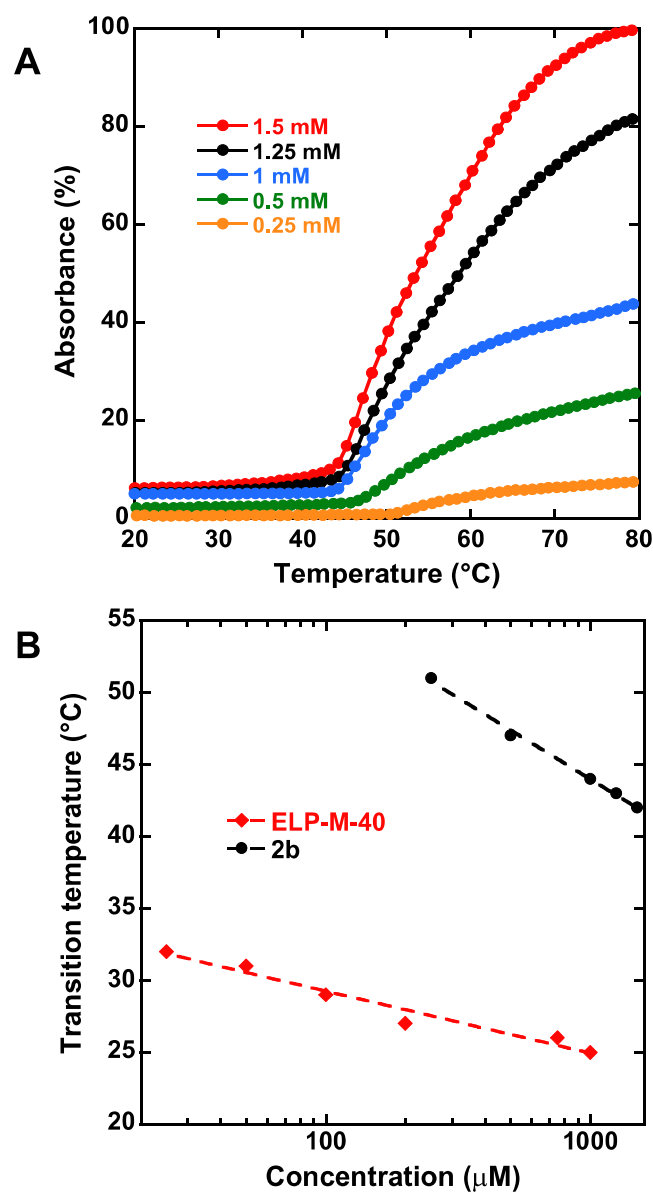 A
100
80
60
40
20
0
Absorbance (%)
1.5 mM
1.25 mM
1 mM
0.5 mM
0.25 mM
20 30 40 50 60 70 80
Temperature (°C)
B
55
50
45
40
35
30
25
20
Transition temperature (°C)
ELP-M-40
2b
100 1000
Concentration (μM)